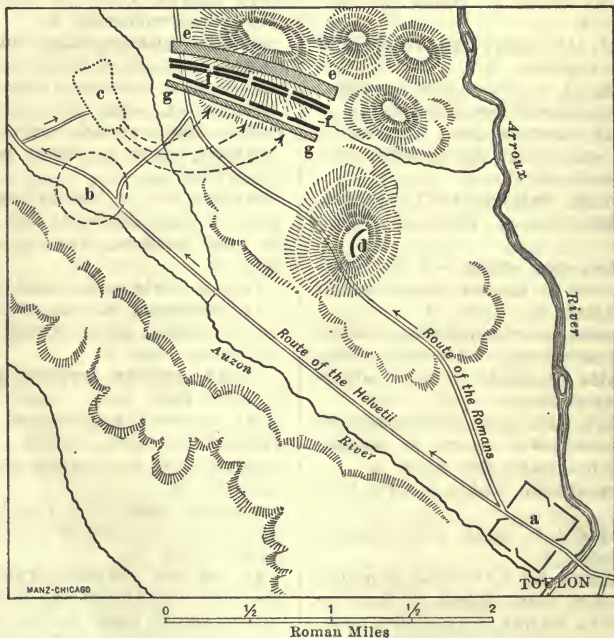 e
e
c
f
f
g
g
Arroux
b
d
River
Route of the Helvetii
Route of the Romans
Auzon
River
a
TOULON
MANZ-CHICAGO
0 ½ 1 1½ 2
Roman Miles